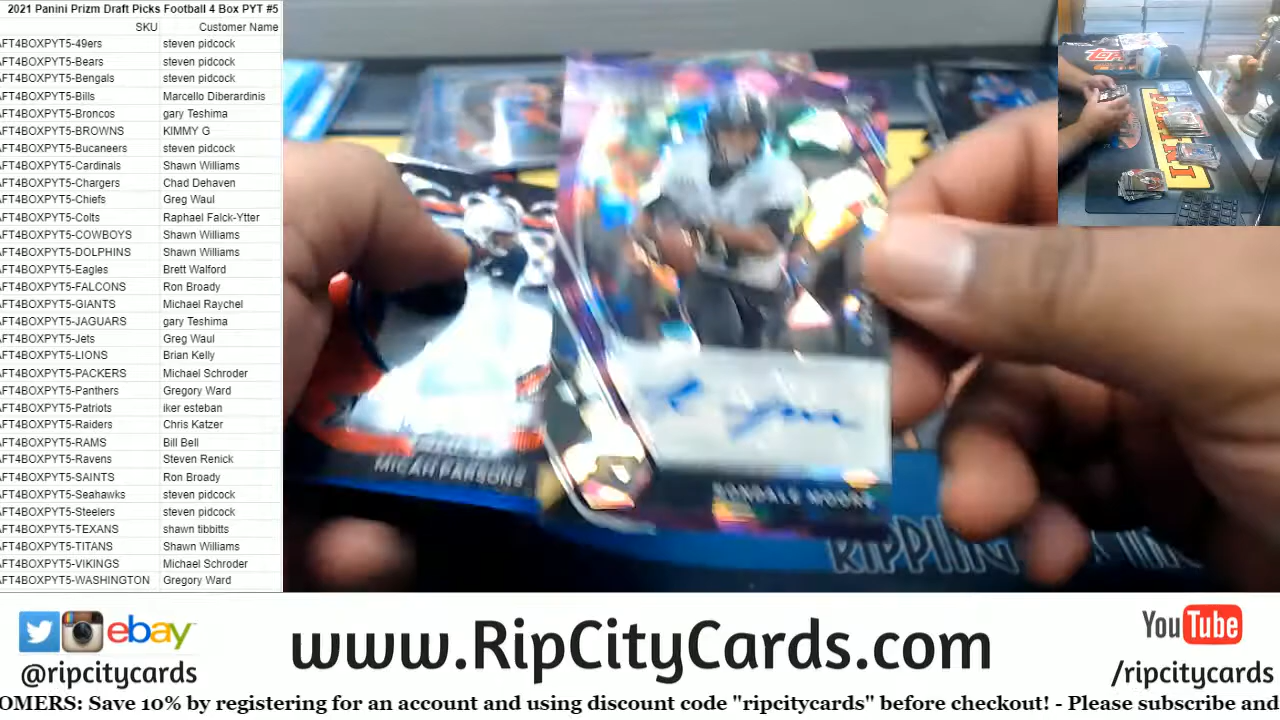 2021 Panini Prizm Draft Picks Football 4 Box PYT #5
SKU Customer Name
AFT4BOXPYT5-49ers steven pidcock
AFT4BOXPYT5-Bears steven pidcock
AFT4BOXPYT5-Bengals steven pidcock
AFT4BOXPYT5-Bills Marcello Diberardinis
AFT4BOXPYT5-Broncos gary Teshima
AFT4BOXPYT5-BROWNS KIMMY G
AFT4BOXPYT5-Bucaneers steven pidcock
AFT4BOXPYT5-Cardinals Shawn Williams
AFT4BOXPYT5-Chargers Chad Dehaven
AFT4BOXPYT5-Chiefs Greg Waul
AFT4BOXPYT5-Colts Raphael Falck-Ytter
AFT4BOXPYT5-COWBOYS Shawn Williams
AFT4BOXPYT5-DOLPHINS Shawn Williams
AFT4BOXPYT5-Eagles Brett Walford
AFT4BOXPYT5-FALCONS Ron Broady
AFT4BOXPYT5-GIANTS Michael Raychel
AFT4BOXPYT5-JAGUARS gary Teshima
AFT4BOXPYT5-Jets Greg Waul
AFT4BOXPYT5-LIONS Brian Kelly
AFT4BOXPYT5-PACKERS Michael Schroder
AFT4BOXPYT5-Panthers Gregory Ward
AFT4BOXPYT5-Patriots iker esteban
AFT4BOXPYT5-Raiders Chris Katzer
AFT4BOXPYT5-RAMS Bill Bell
AFT4BOXPYT5-Ravens Steven Renick
AFT4BOXPYT5-SAINTS Ron Broady
AFT4BOXPYT5-Seahawks steven pidcock
AFT4BOXPYT5-Steelers steven pidcock
AFT4BOXPYT5-TEXANS shawn tibbitts
AFT4BOXPYT5-TITANS Shawn Williams
AFT4BOXPYT5-VIKINGS Michael Schroder
AFT4BOXPYT5-WASHINGTON Gregory Ward
TOPPS
PANINI
MICAH PARSONS
RONDALE MOORE
RIPPIN
ebay
@ripcitycards
www.RipCityCards.com
YouTube
/ripcitycards
OMERS: Save 10% by registering for an account and using discount code "ripcitycards" before checkout! - Please subscribe and